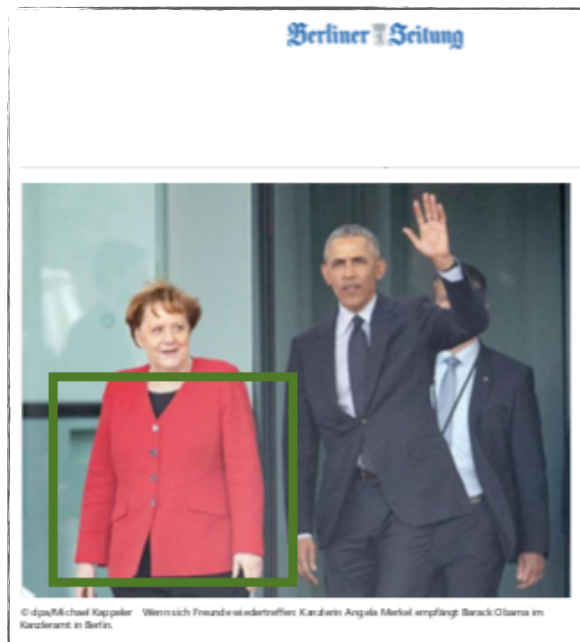 Berliner Zeitung
© dpa/Michael Kappeler Wenn sich Freunde wiedertreffen: Kanzlerin Angela Merkel empfängt Barack Obama im
Kanzleramt in Berlin.